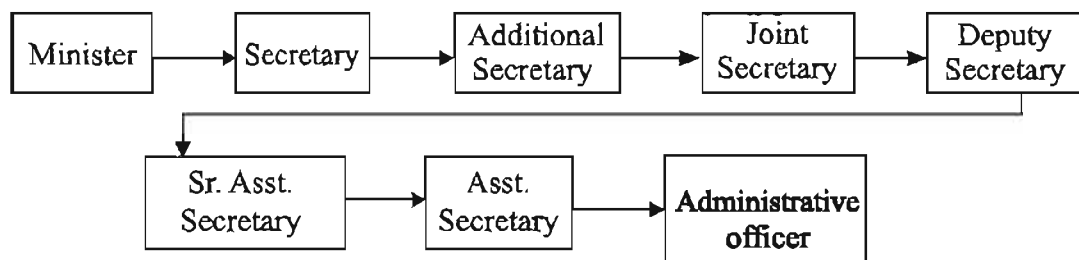 Minister
Secretary
Additional
Secretary
Joint
Secretary
Deputy
Secretary
Sr. Asst.
Secretary
Asst.
Secretary
Administrative
officer